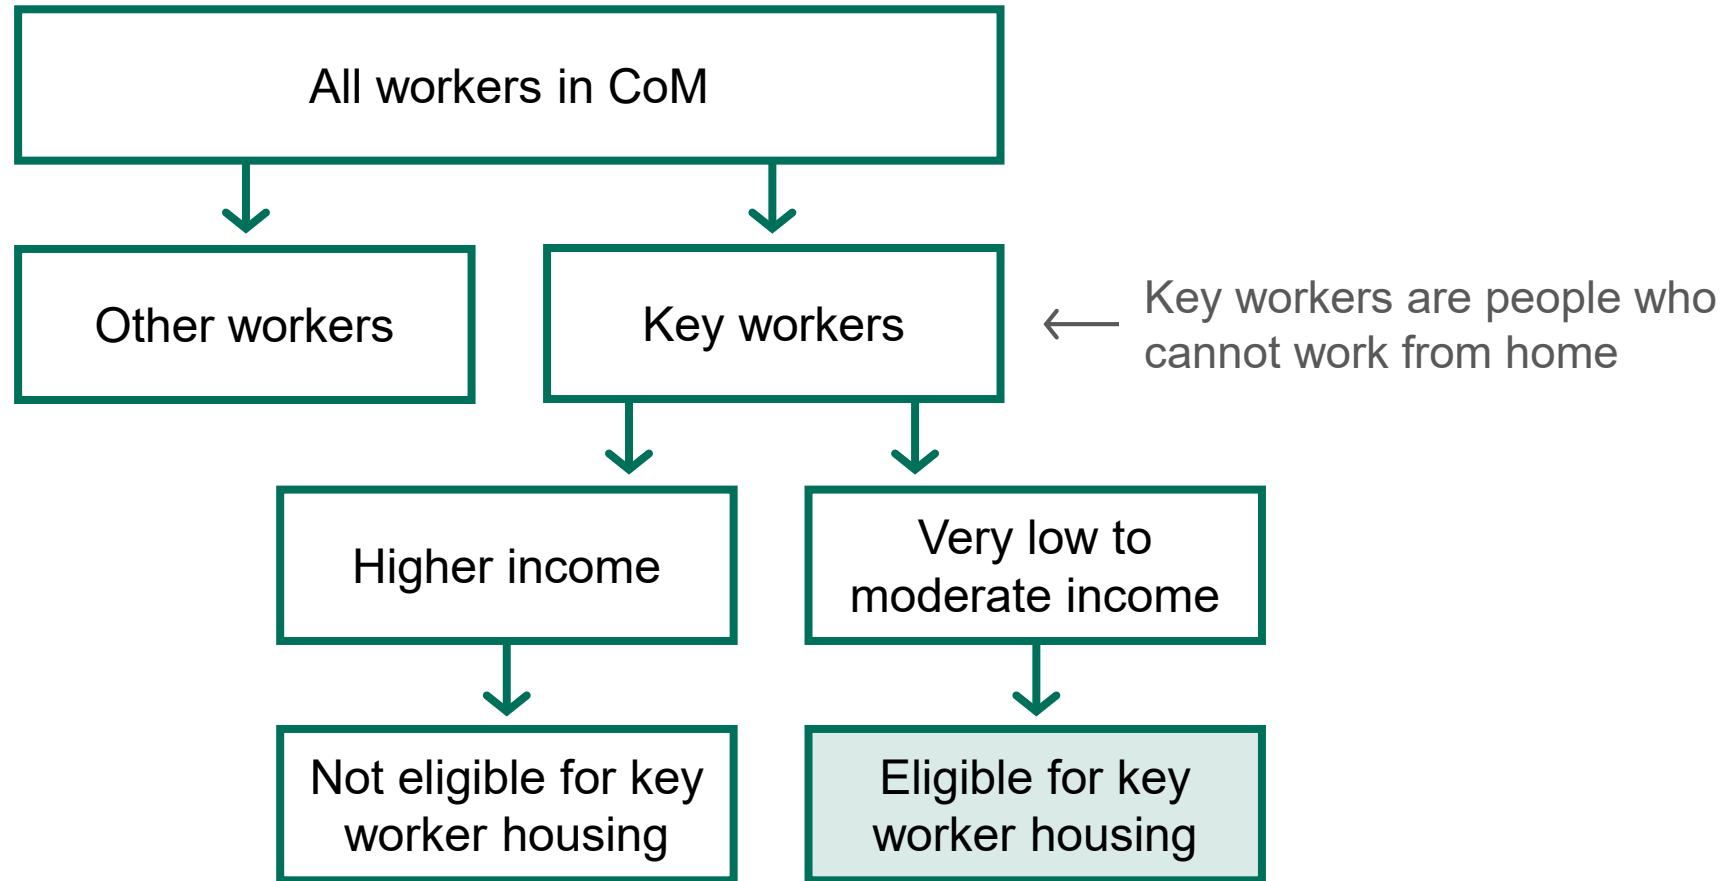 All workers in CoM
Other workers
Key workers
Key workers are people who
cannot work from home
Higher income
Very low to
moderate income
Not eligible for key
worker housing
Eligible for key
worker housing